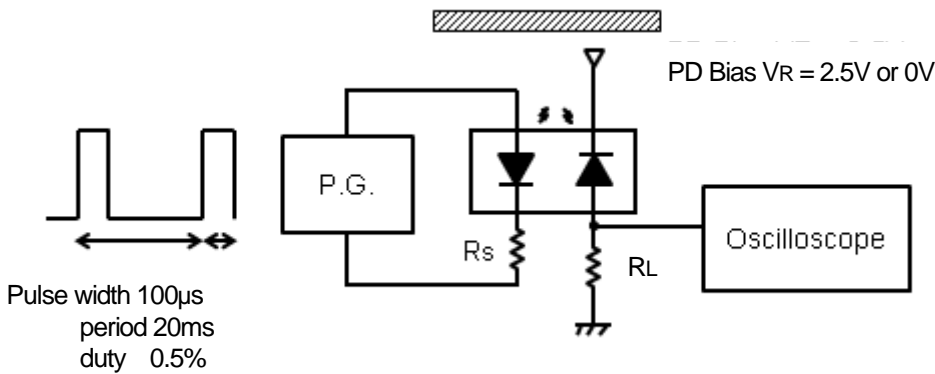 PD Bias VR = 2.5V or 0V
P.G.
Rs
RL
Oscilloscope
Pulse width 100µs
period 20ms
duty 0.5%